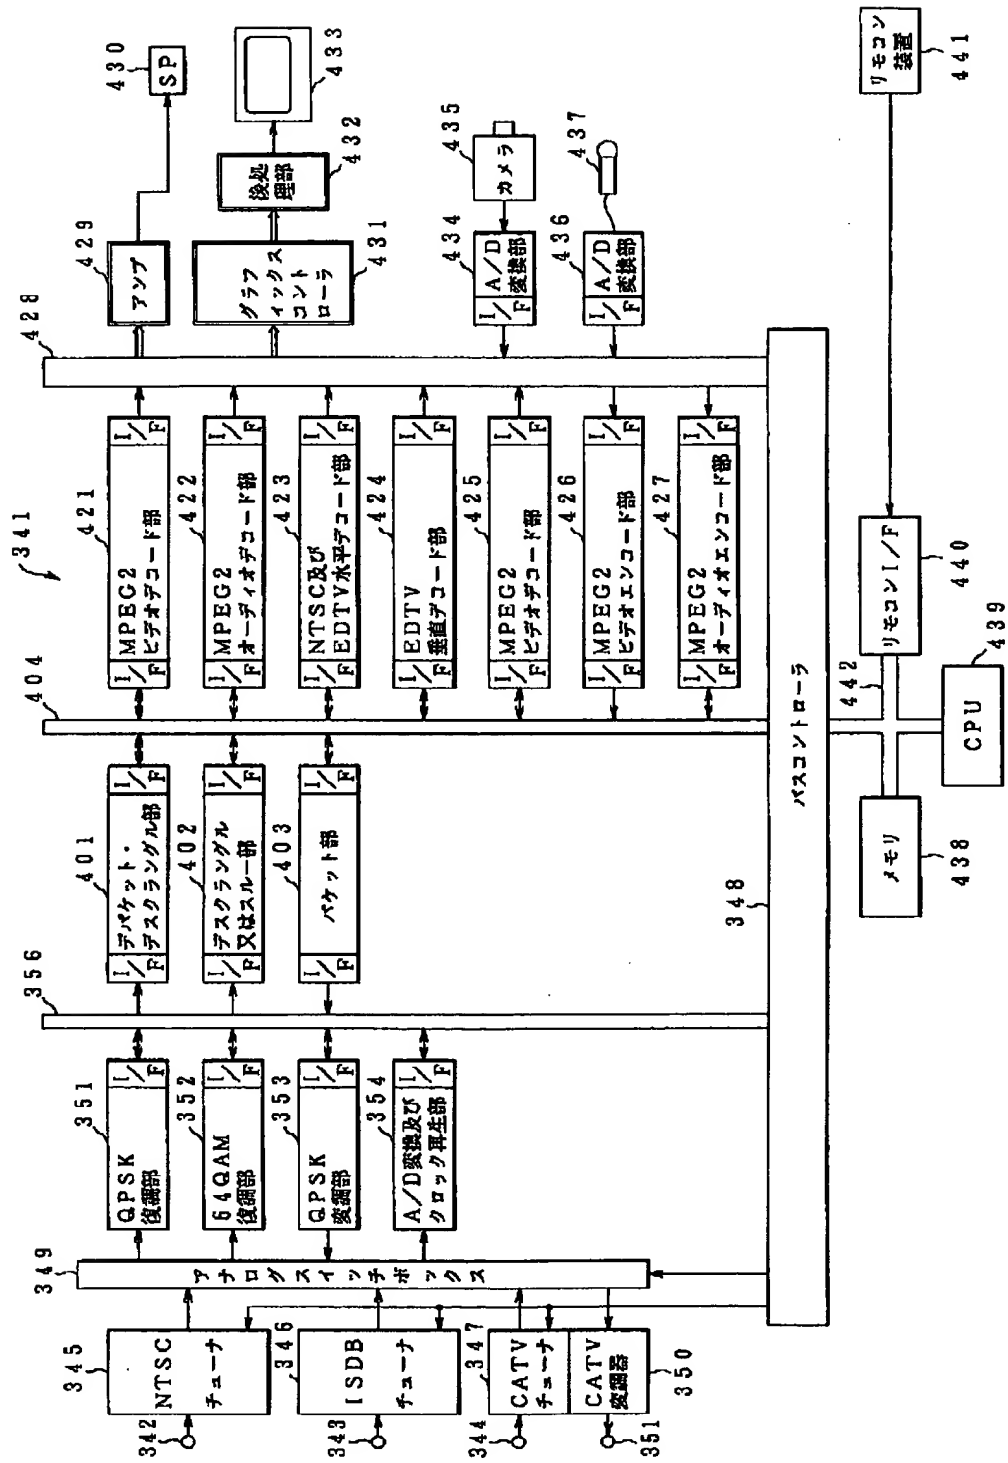 341
342
345
NTSC
チューナ
343
346
ISDB
チューナ
344
347
CATV
チューナ
CATV
変調器
350
351
349
アナログスイッチボックス
351
QPSK
復調部
I/F
352
64QAM
復調部
I/F
353
QPSK
変調部
I/F
354
A/D変換及び
クロック再生部
I/F
356
401
I/F
デパケット・
デスクラングル部
I/F
402
I/F
デスクラングル
又はスルー部
I/F
403
I/F
パケット部
I/F
404
421
I/F
MPEG2
ビデオデコード部
I/F
422
I/F
MPEG2
オーディオデコード部
I/F
423
I/F
NTSC及び
EDTV水平デコード部
I/F
424
I/F
EDTV
垂直デコード部
I/F
425
I/F
MPEG2
ビデオデコード部
I/F
426
I/F
MPEG2
ビデオエンコード部
I/F
427
I/F
MPEG2
オーディオエンコード部
I/F
428
429
アンプ
430
SP
431
グラフ
ィックス
コント
ローラ
432
後処
理部
433
434
I/F
A/D
変換部
435
カメラ
436
I/F
A/D
変換部
437
348
バスコントローラ
438
メモリ
439
CPU
442
440
リモコンI/F
441
リモコン
装置